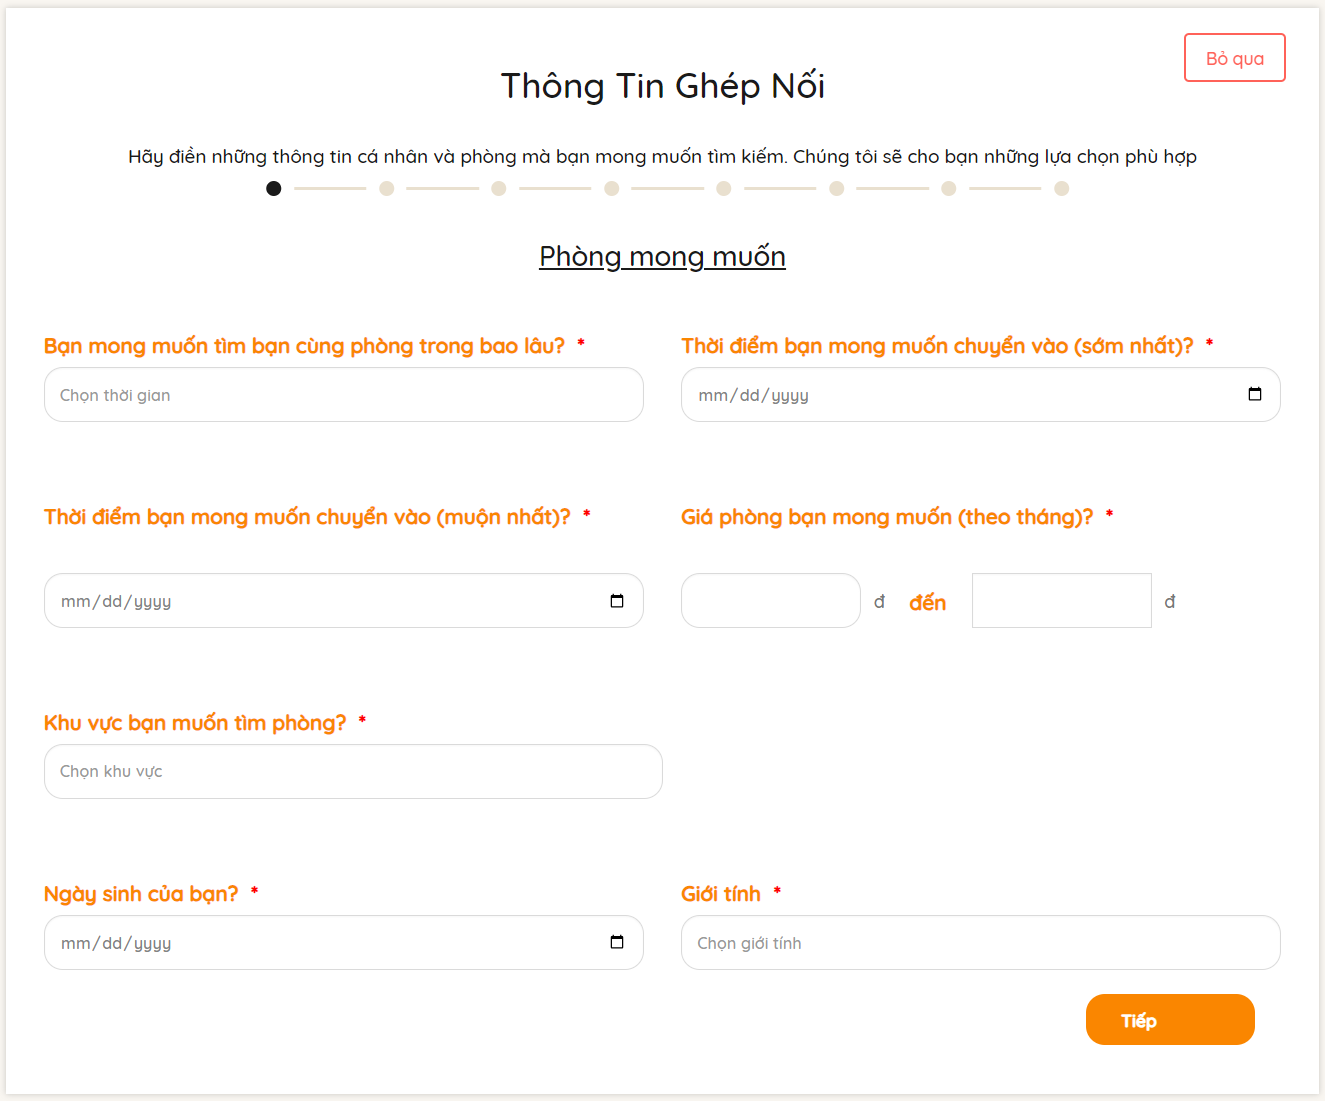 Bỏ qua
Thông Tin Ghép Nối
Hãy điền những thông tin cá nhân và phòng mà bạn mong muốn tìm kiếm. Chúng tôi sẽ cho bạn những lựa chọn phù hợp
Phòng mong muốn
Bạn mong muốn tìm bạn cùng phòng trong bao lâu? *
Chọn thời gian
Thời điểm bạn mong muốn chuyển vào (sớm nhất)? *
mm/dd/yyyy
Thời điểm bạn mong muốn chuyển vào (muộn nhất)? *
mm/dd/yyyy
Giá phòng bạn mong muốn (theo tháng)? *
đ đến đ
Khu vực bạn muốn tìm phòng? *
Chọn khu vực
Ngày sinh của bạn? *
mm/dd/yyyy
Giới tính *
Chọn giới tính
Tiếp